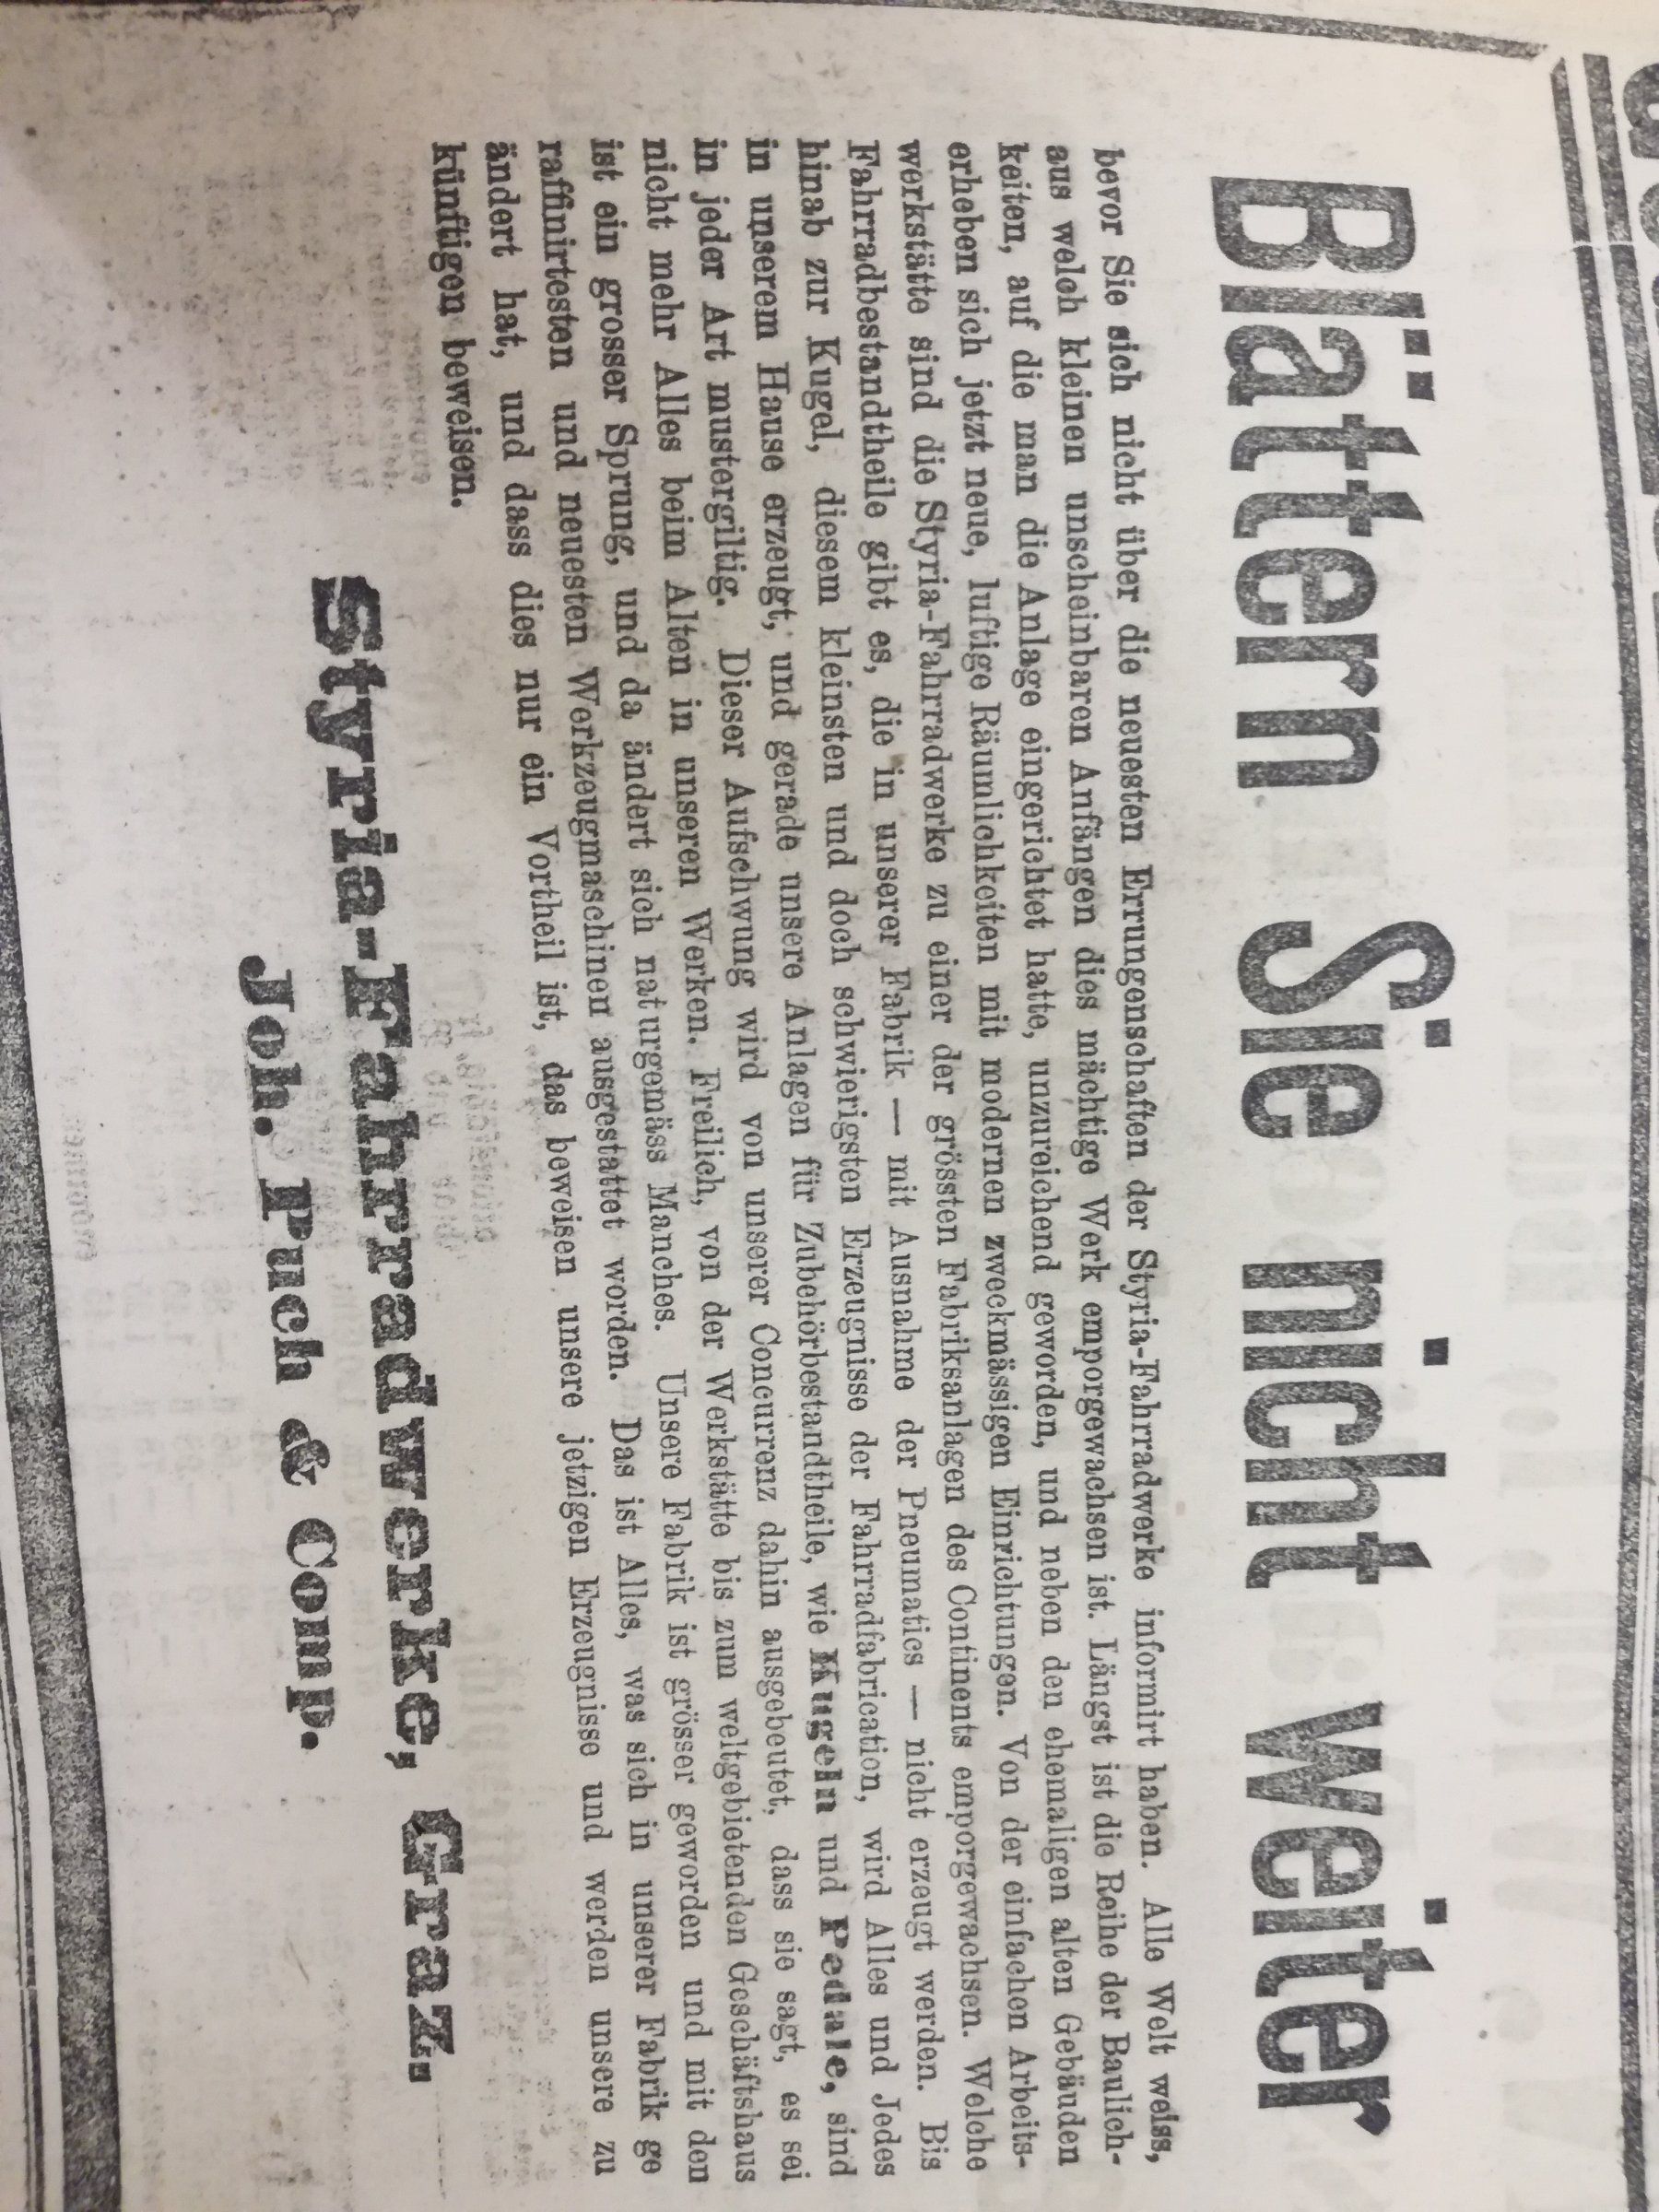 Blättern Sie nicht weiter
bevor Sie sich nicht über die neuesten Errungenschaften der Styria-Fahrradwerke informirt haben. Alle Welt weiss,
aus welch kleinen unscheinbaren Anfängen dies mächtige Werk emporgewachsen ist. Längst ist die Reihe der Baulich-
keiten, auf die man die Anlage eingerichtet hatte, unzureichend geworden, und neben den ehemaligen alten Gebäuden
erheben sich jetzt neue, luftige Räumlichkeiten mit modernen zweckmässigen Einrichtungen. Von der einfachen Arbeits-
werkstätte sind die Styria-Fahrradwerke zu einer der grössten Fabriksanlagen des Continents emporgewachsen. Welche
Fahrradbestandtheile gibt es, die in unserer Fabrik — mit Ausnahme der Pneumatics — nicht erzeugt werden. Bis
hinab zur Kugel, diesem kleinsten und doch schwierigsten Erzeugnisse der Fahrradfabrication, wird Alles und Jedes
in unserem Hause erzeugt, und gerade unsere Anlagen für Zubehörbestandtheile, wie Kugeln und Pedale, sind
in jeder Art mustergiltig. Dieser Aufschwung wird von unserer Concurrenz dahin ausgebeutet, dass sie sagt, es sei
nicht mehr Alles beim Alten in unseren Werken. Freilich, von der Werkstätte bis zum weltgebietenden Geschäftshaus
ist ein grosser Sprung, und da ändert sich naturgemäss Manches. Unsere Fabrik ist grösser geworden und mit den
raffinirtesten und neuesten Werkzeugmaschinen ausgestattet worden. Das ist Alles, was sich in unserer Fabrik ge
ändert hat, und dass dies nur ein Vortheil ist, das beweisen unsere jetzigen Erzeugnisse und werden unsere zu
künftigen beweisen.
Styria-Fahrradwerke, Graz.
Joh. Puch & Comp.